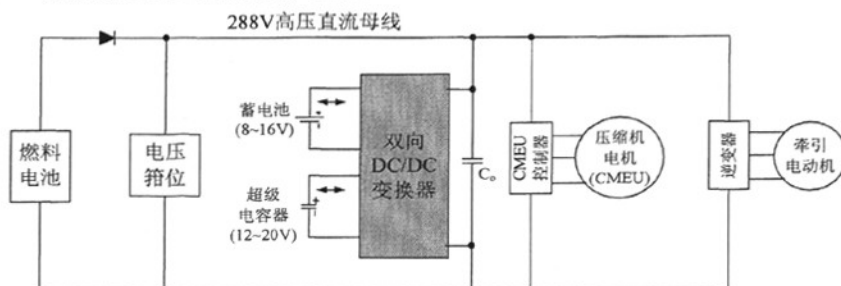 288V高压直流母线
燃料
电池
电压
箝位
蓄电池
(8~16V)
超级
电容器
(12~20V)
双向
DC/DC
变换器
Co
CMEU
控制器
压缩机
电机
(CMEU)
逆变器
牵引
电动机